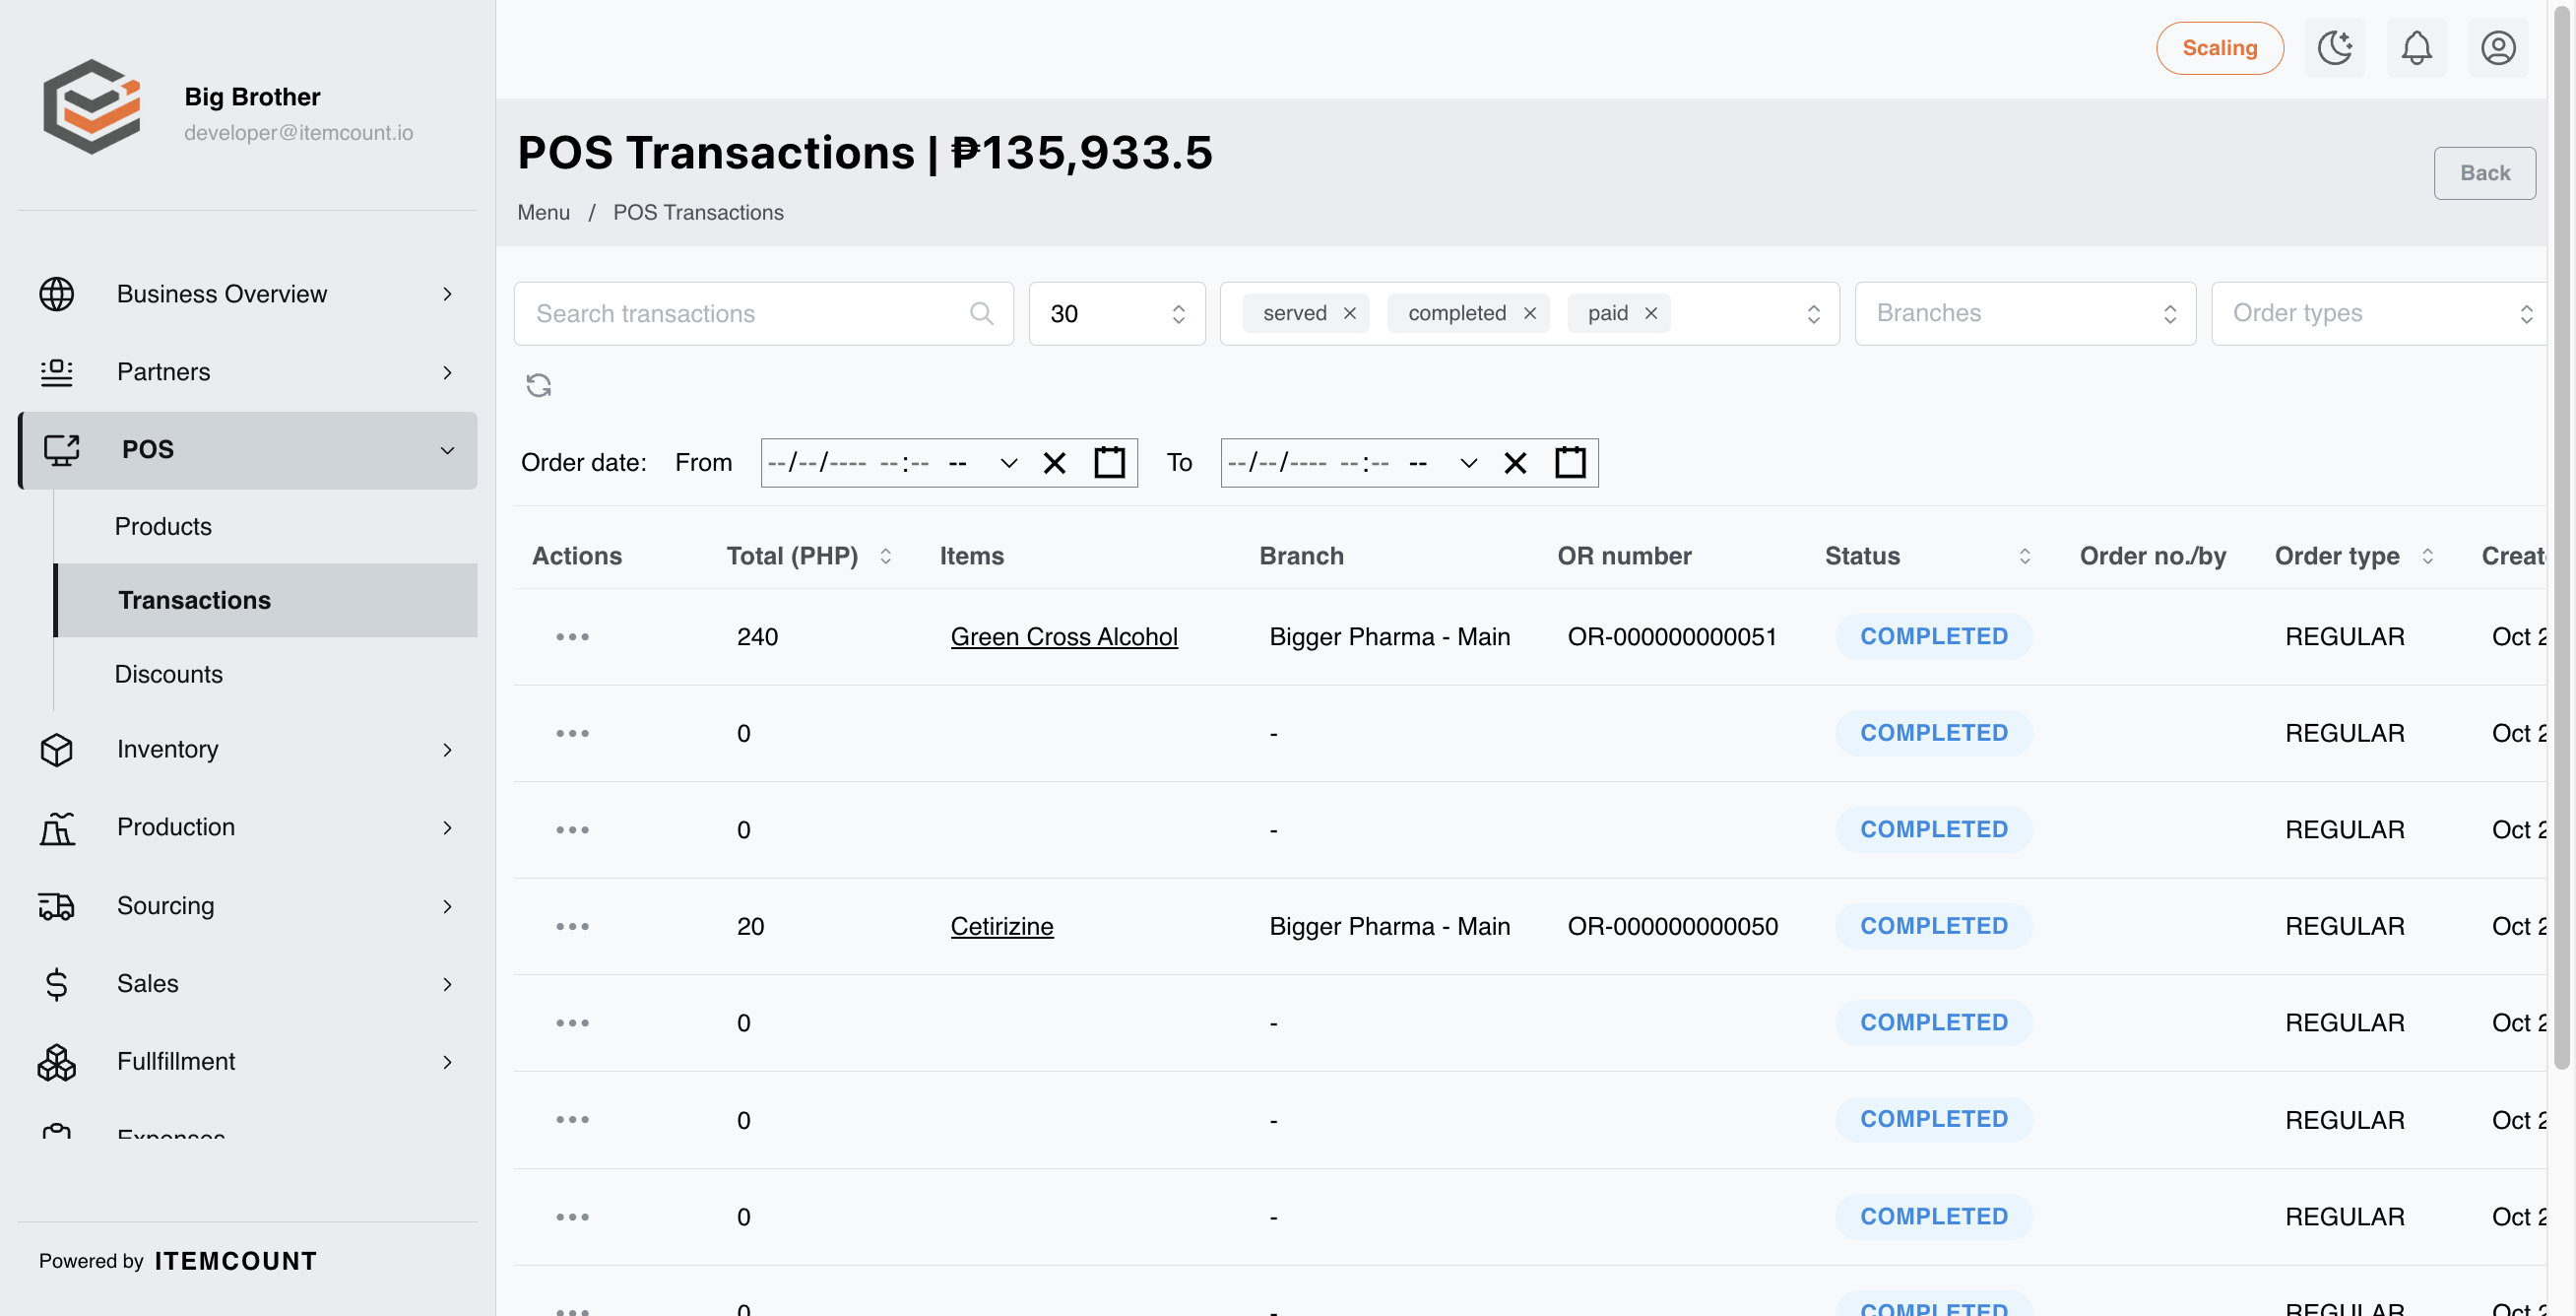 Big Brother
developer@itemcount.io
Business Overview
Partners
POS
Products
Transactions
Discounts
Inventory
Production
Sourcing
Sales
Fullfillment
Expenses
Powered by ITEMCOUNT
Scaling
POS Transactions | ₱135,933.5
Back
Menu / POS Transactions
Search transactions 30 served completed paid Branches Order types
Order date: From --/--/---- --:-- -- To --/--/---- --:-- --
Actions Total (PHP) Items Branch OR number Status Order no./by Order type Creat
240 Green Cross Alcohol Bigger Pharma - Main OR-000000000051 COMPLETED REGULAR Oct 2
0 - COMPLETED REGULAR Oct 2
0 - COMPLETED REGULAR Oct 2
20 Cetirizine Bigger Pharma - Main OR-000000000050 COMPLETED REGULAR Oct 2
0 - COMPLETED REGULAR Oct 2
0 - COMPLETED REGULAR Oct 2
0 - COMPLETED REGULAR Oct 2
0 - COMPLETED REGULAR Oct 2